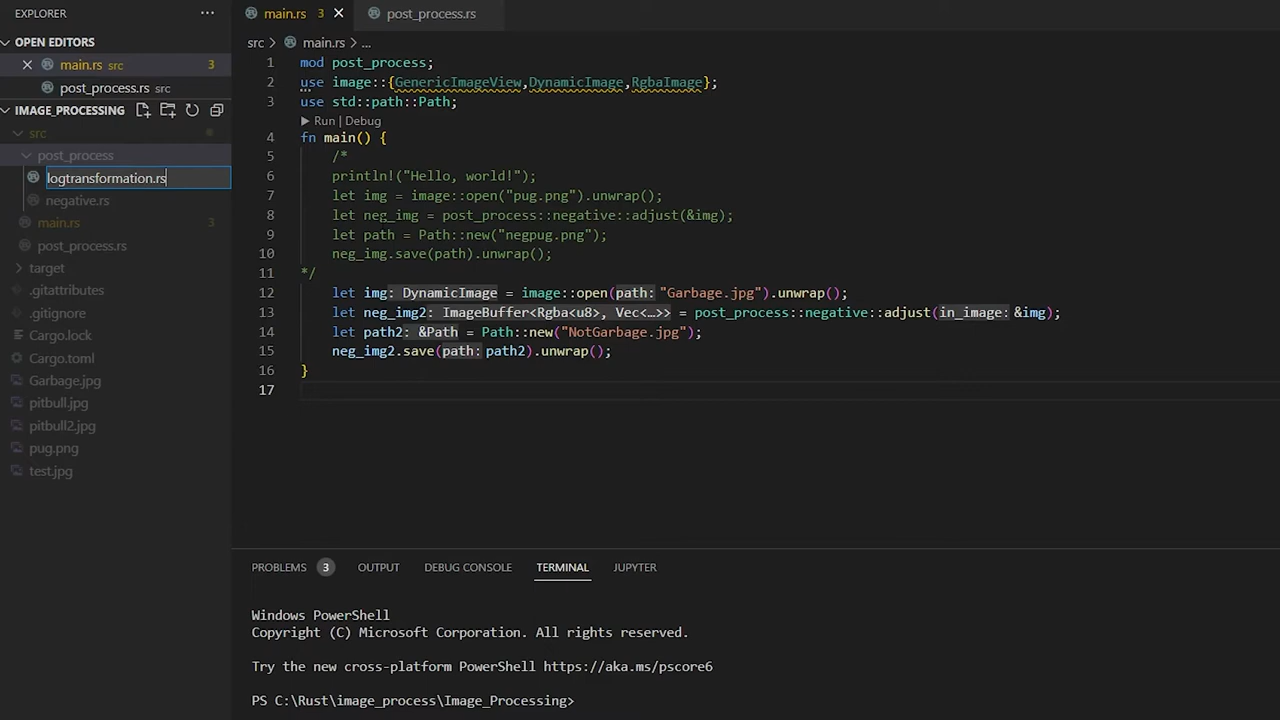 EXPLORER
OPEN EDITORS
main.rs src 3
post_process.rs src
IMAGE_PROCESSING
src
post_process
logtransformation.rs
negative.rs
main.rs 3
post_process.rs
target
.gitattributes
.gitignore
Cargo.lock
Cargo.toml
Garbage.jpg
pitbull.jpg
pitbull2.jpg
pug.png
test.jpg
main.rs 3
post_process.rs
src > main.rs > ...
1 mod post_process;
2 use image::{GenericImageView,DynamicImage,RgbaImage};
3 use std::path::Path;
Run | Debug
4 fn main() {
5 /*
6 println!("Hello, world!");
7 let img = image::open("pug.png").unwrap();
8 let neg_img = post_process::negative::adjust(&img);
9 let path = Path::new("negpug.png");
10 neg_img.save(path).unwrap();
11 */
12 let img: DynamicImage = image::open(path: "Garbage.jpg").unwrap();
13 let neg_img2: ImageBuffer<Rgba<u8>, Vec<…>> = post_process::negative::adjust(in_image: &img);
14 let path2: &Path = Path::new("NotGarbage.jpg");
15 neg_img2.save(path: path2).unwrap();
16 }
17
PROBLEMS 3 OUTPUT DEBUG CONSOLE TERMINAL JUPYTER
Windows PowerShell
Copyright (C) Microsoft Corporation. All rights reserved.
Try the new cross-platform PowerShell https://aka.ms/pscore6
PS C:\Rust\image_process\Image_Processing>